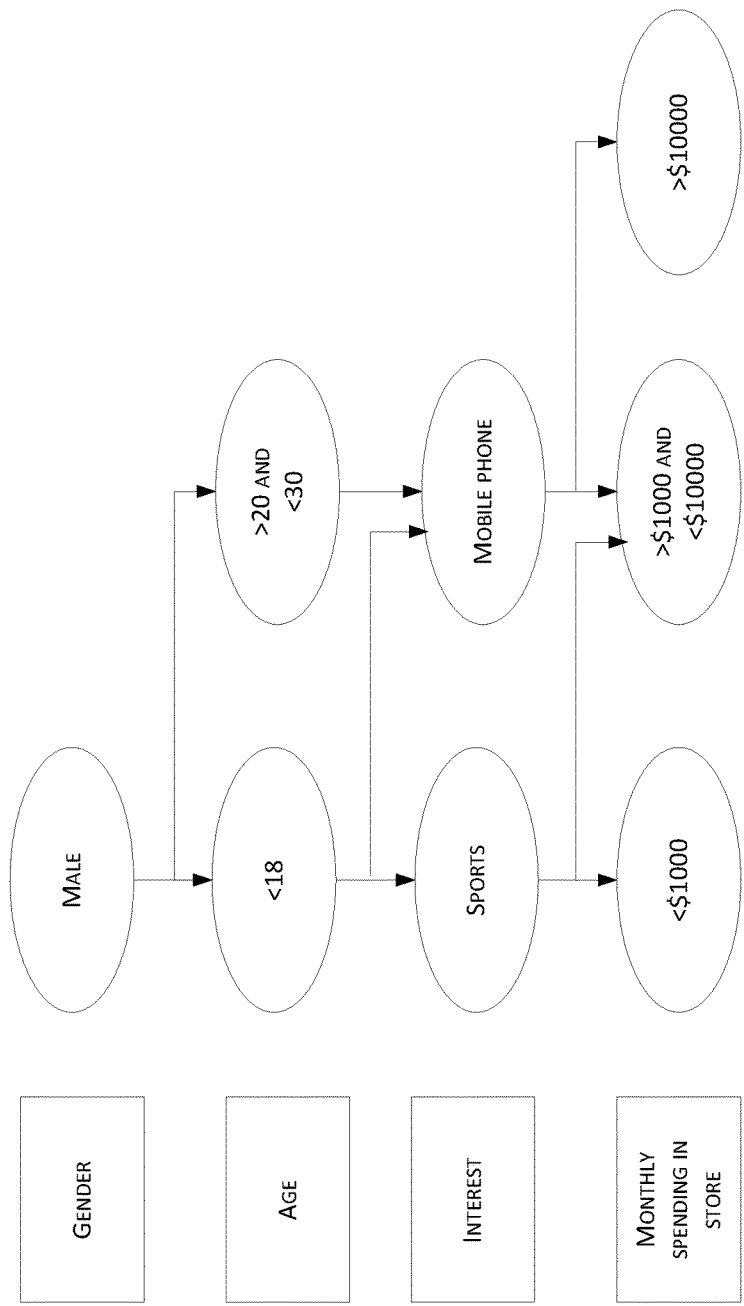 GENDER
MALE
AGE
<18
>20 AND
<30
INTEREST
SPORTS
MOBILE PHONE
MONTHLY
SPENDING IN
STORE
<$1000
>$1000 AND
<$10000
>$10000